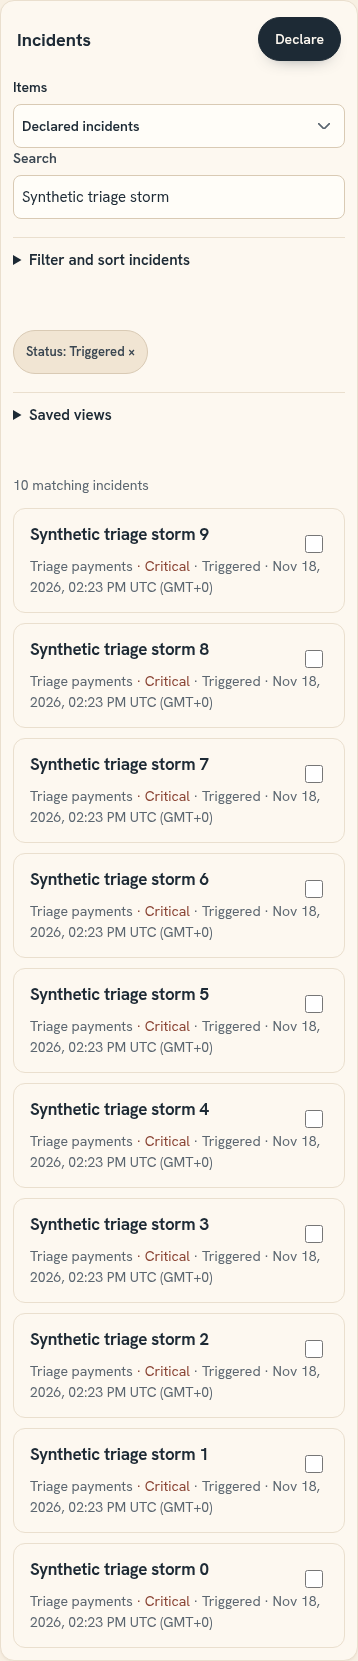 Incidents
Declare
Items
Declared incidents
Search
Synthetic triage storm
Filter and sort incidents
Status: Triggered ×
Saved views
10 matching incidents
Synthetic triage storm 9
Triage payments · Critical · Triggered · Nov 18,
2026, 02:23 PM UTC (GMT+0)
Synthetic triage storm 8
Triage payments · Critical · Triggered · Nov 18,
2026, 02:23 PM UTC (GMT+0)
Synthetic triage storm 7
Triage payments · Critical · Triggered · Nov 18,
2026, 02:23 PM UTC (GMT+0)
Synthetic triage storm 6
Triage payments · Critical · Triggered · Nov 18,
2026, 02:23 PM UTC (GMT+0)
Synthetic triage storm 5
Triage payments · Critical · Triggered · Nov 18,
2026, 02:23 PM UTC (GMT+0)
Synthetic triage storm 4
Triage payments · Critical · Triggered · Nov 18,
2026, 02:23 PM UTC (GMT+0)
Synthetic triage storm 3
Triage payments · Critical · Triggered · Nov 18,
2026, 02:23 PM UTC (GMT+0)
Synthetic triage storm 2
Triage payments · Critical · Triggered · Nov 18,
2026, 02:23 PM UTC (GMT+0)
Synthetic triage storm 1
Triage payments · Critical · Triggered · Nov 18,
2026, 02:23 PM UTC (GMT+0)
Synthetic triage storm 0
Triage payments · Critical · Triggered · Nov 18,
2026, 02:23 PM UTC (GMT+0)